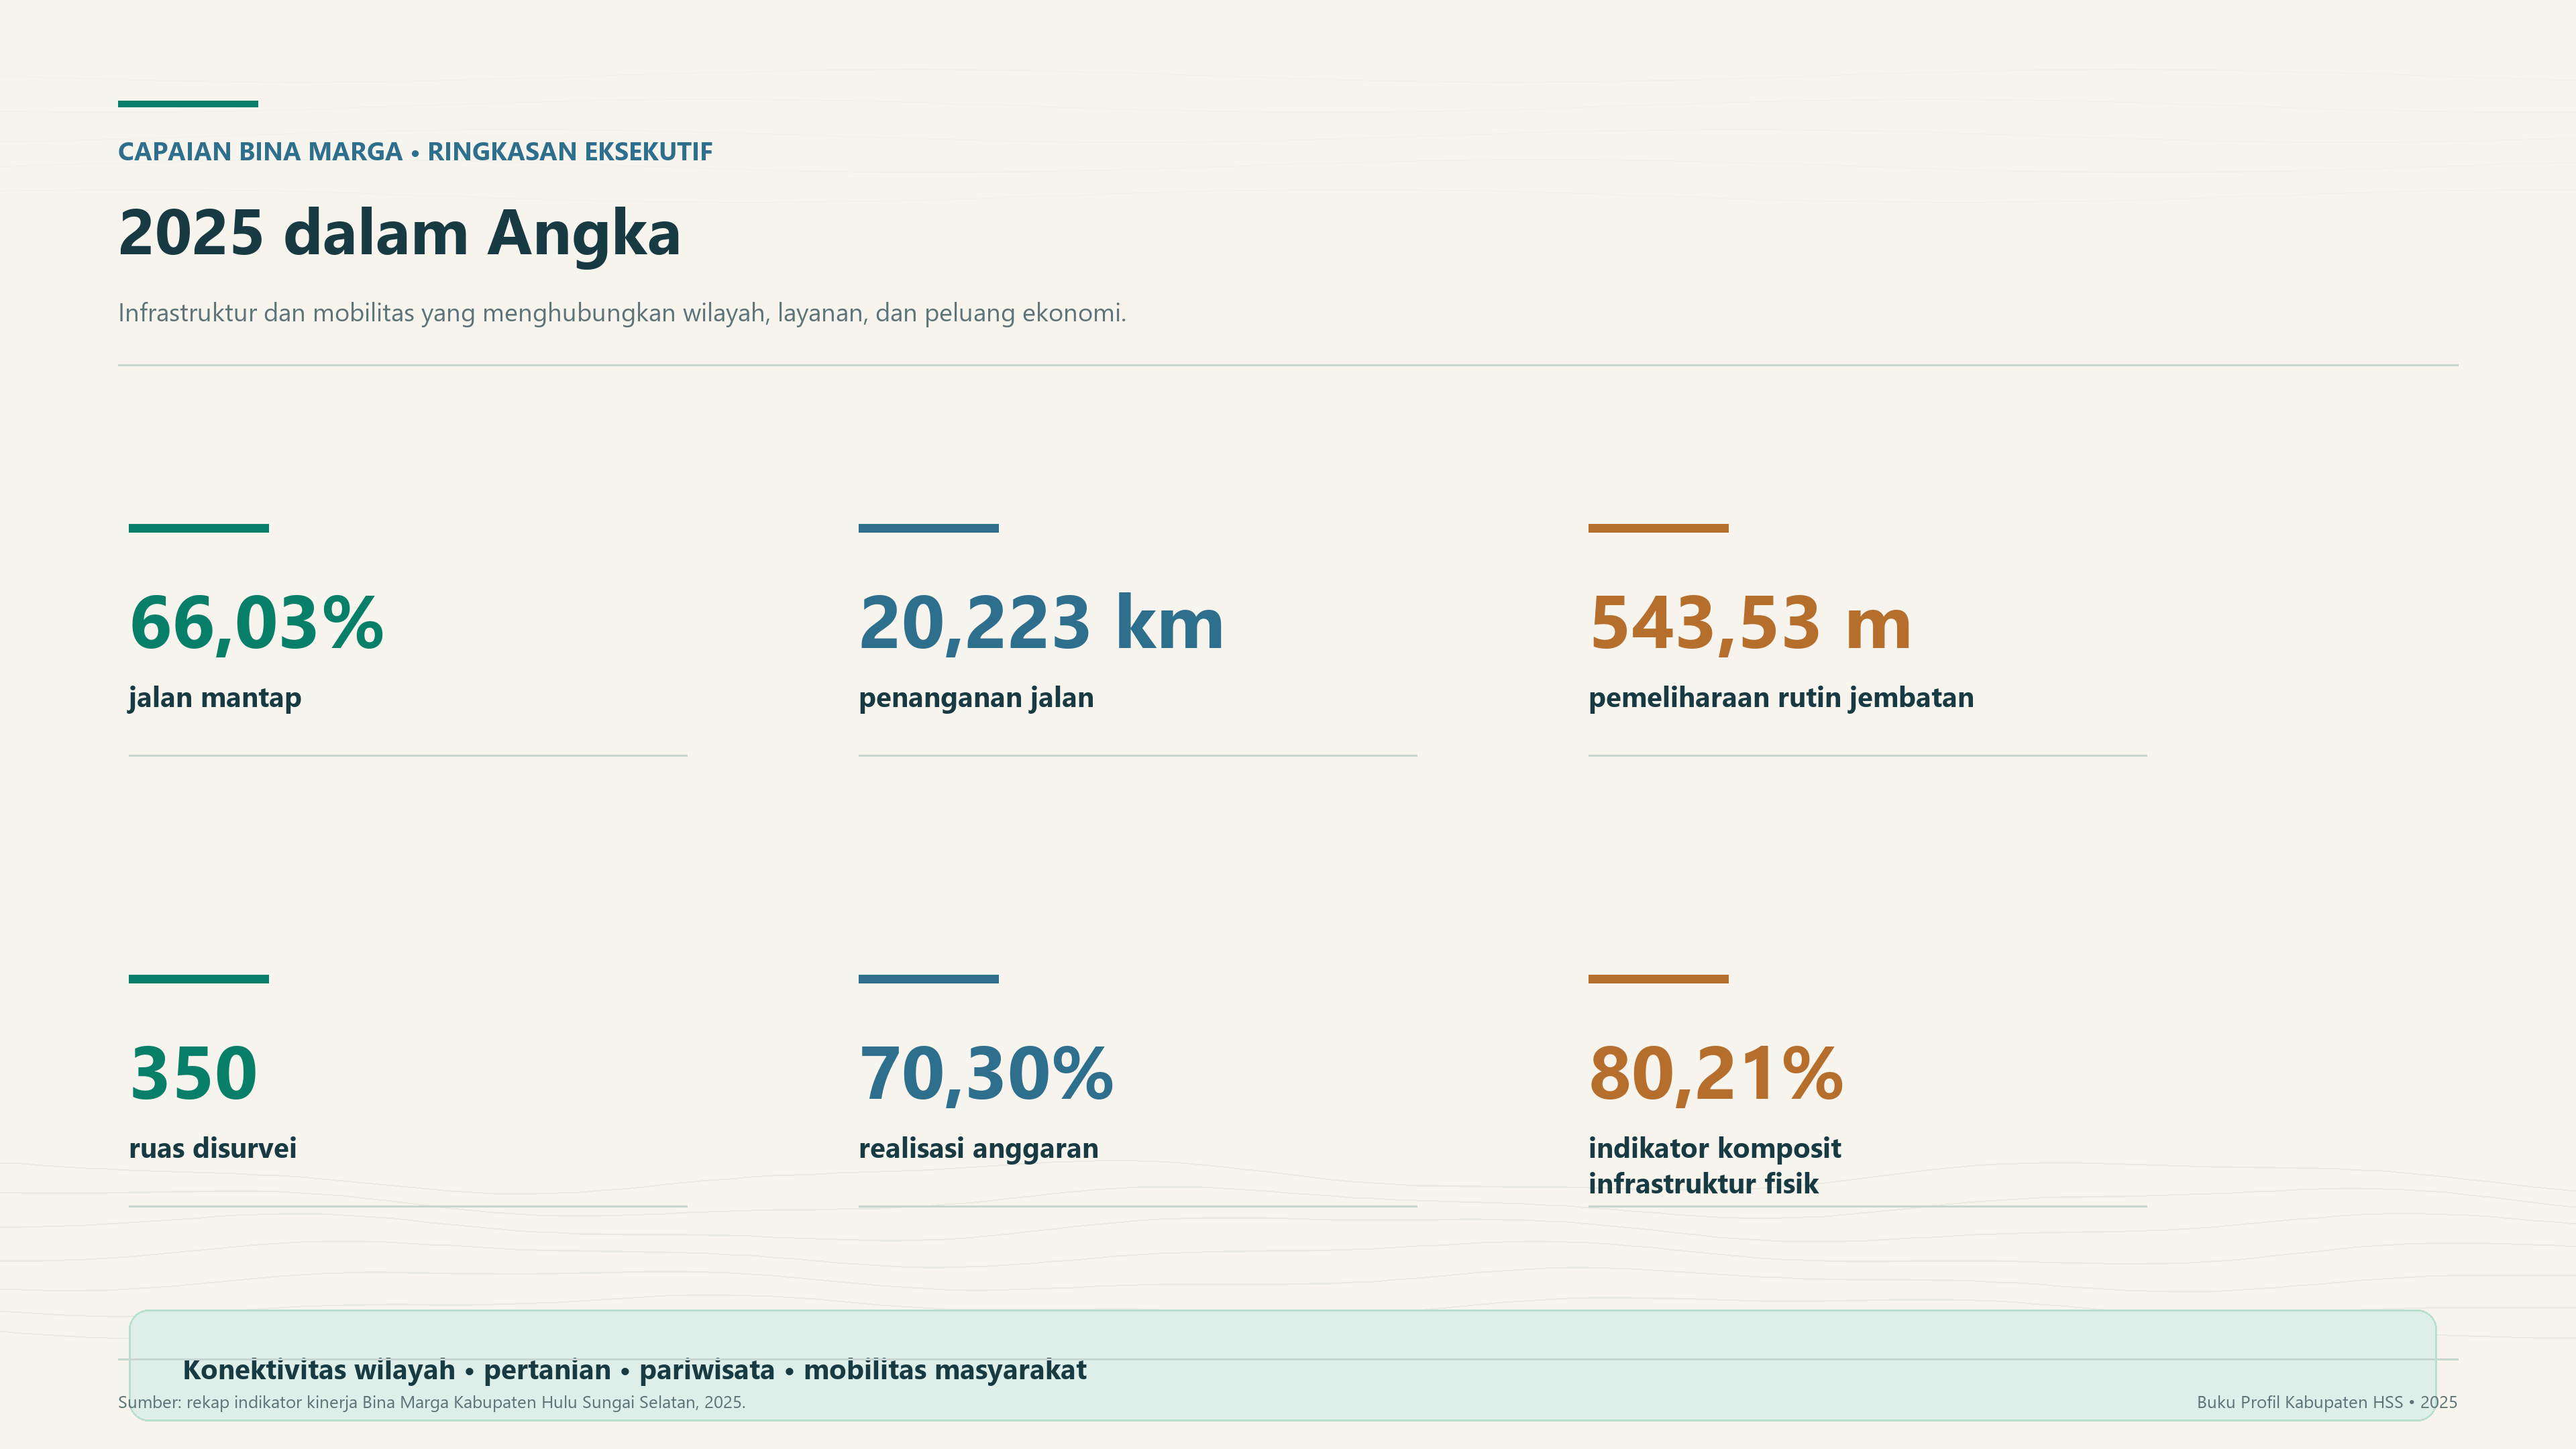 CAPAIAN BINA MARGA • RINGKASAN EKSEKUTIF
2025 dalam Angka
Infrastruktur dan mobilitas yang menghubungkan wilayah, layanan, dan peluang ekonomi.
66,03%
jalan mantap
20,223 km
penanganan jalan
543,53 m
pemeliharaan rutin jembatan
350
ruas disurvei
70,30%
realisasi anggaran
80,21%
indikator komposit
infrastruktur fisik
Konektivitas wilayah • pertanian • pariwisata • mobilitas masyarakat
Sumber: rekap indikator kinerja Bina Marga Kabupaten Hulu Sungai Selatan, 2025.
Buku Profil Kabupaten HSS • 2025